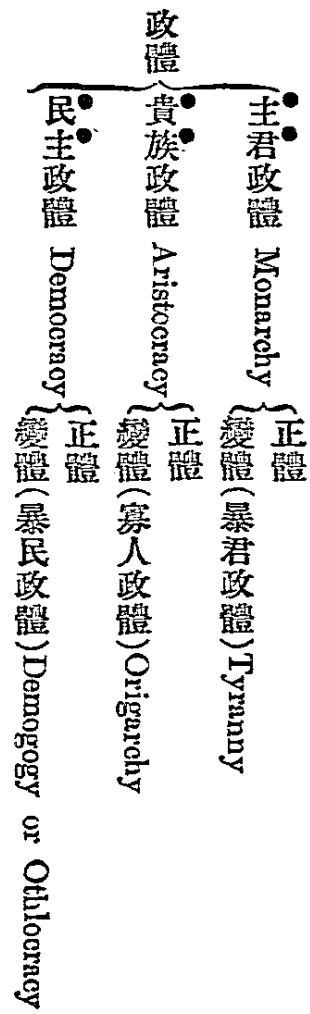 政體
主君政體 Monarchy
正體
變體(暴君政體)Tyranny
貴族政體 Aristocracy
正體
變體(寡人政體)Origarchy
民主政體 Democracy
正體
變體(暴民政體)Demogogy or Othlocracy